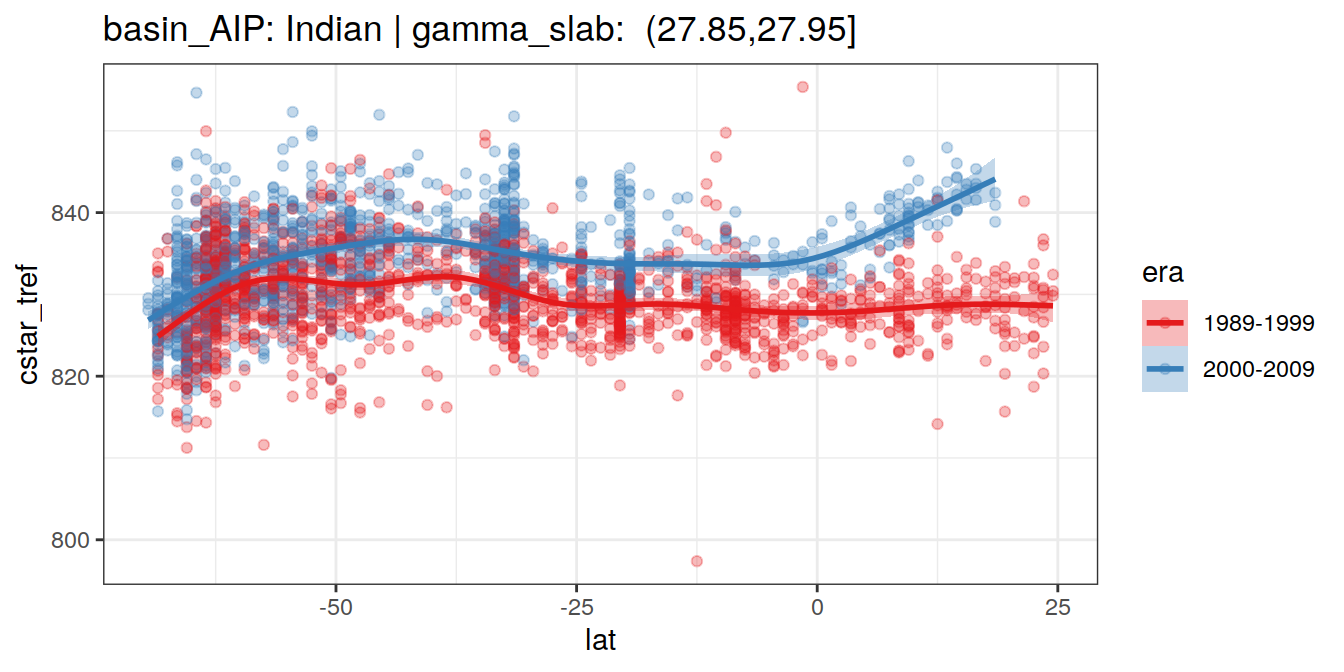 basin_AIP: Indian | gamma_slab:  (27.85,27.95]
cstar_tref
840
820
800
-50
-25
0
25
lat
era
1989-1999
2000-2009